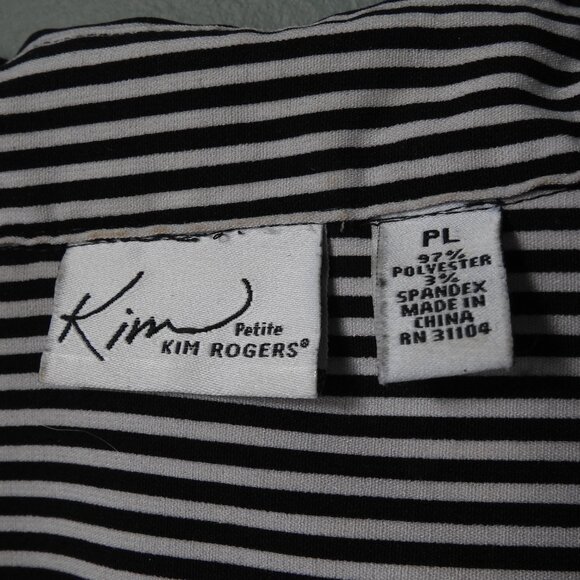 Kim
Petite
KIM ROGERS®
PL
97%
POLYESTER
3%
SPANDEX
MADE IN
CHINA
RN 31104